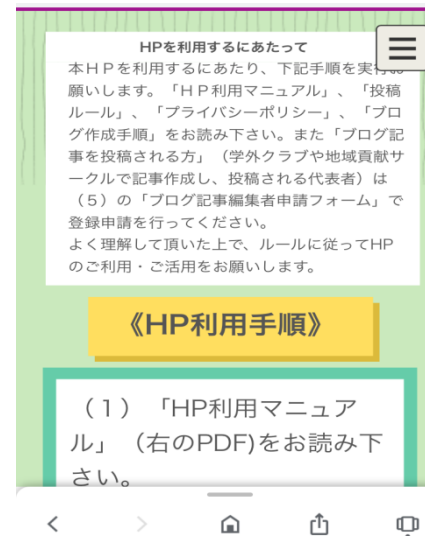 HPを利用するにあたって
本ＨＰを利用するにあたり、下記手順を実行お
願いします。「ＨＰ利用マニュアル」、「投稿
ルール」、「プライバシーポリシー」、「ブロ
グ作成手順」をお読み下さい。また「ブログ記
事を投稿される方」（学外クラブや地域貢献サ
ークルで記事作成し、投稿される代表者）は
（5）の「ブログ記事編集者申請フォーム」で
登録申請を行ってください。
よく理解して頂いた上で、ルールに従ってHP
のご利用・ご活用をお願いします。
《HP利用手順》
（1）「HP利用マニュア
ル」（右のPDF)をお読み下
さい。